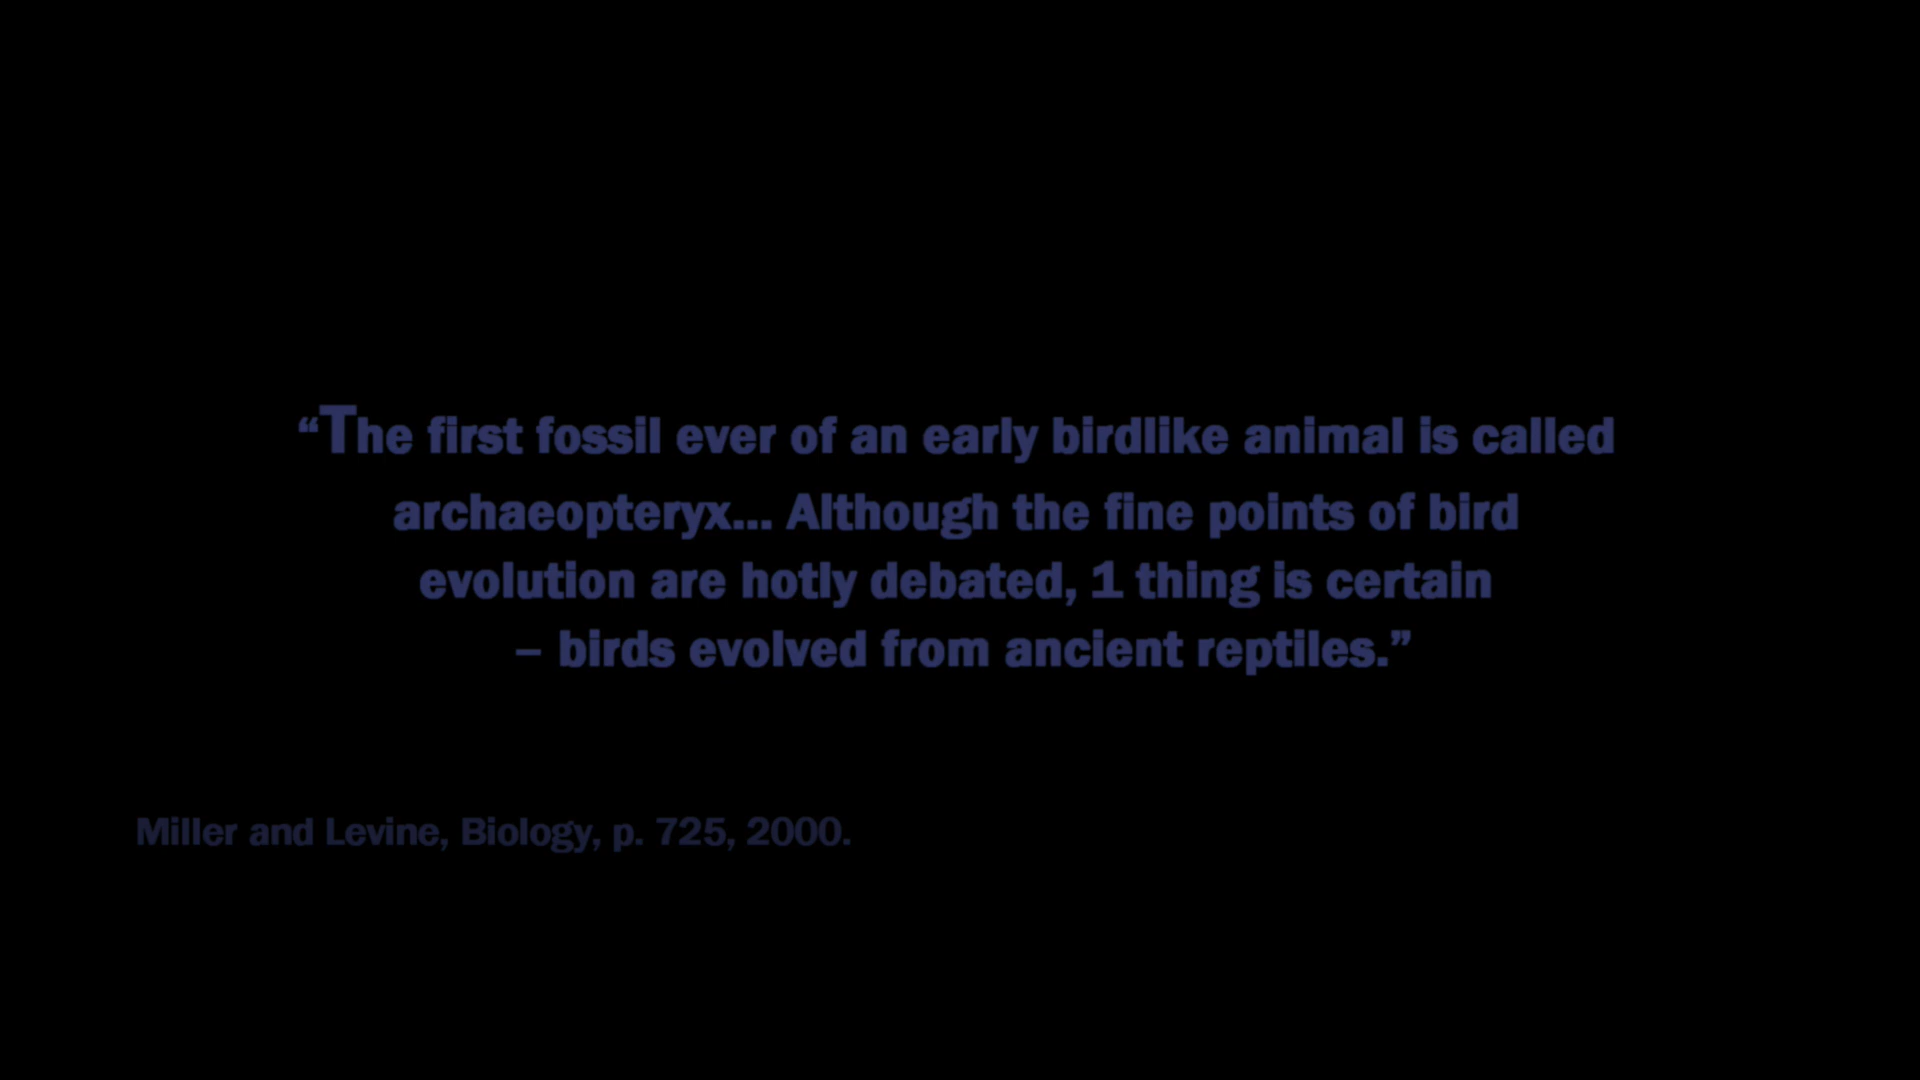 “The first fossil ever of an early birdlike animal is called
archaeopteryx... Although the fine points of bird
evolution are hotly debated, 1 thing is certain
– birds evolved from ancient reptiles.”
Miller and Levine, Biology, p. 725, 2000.